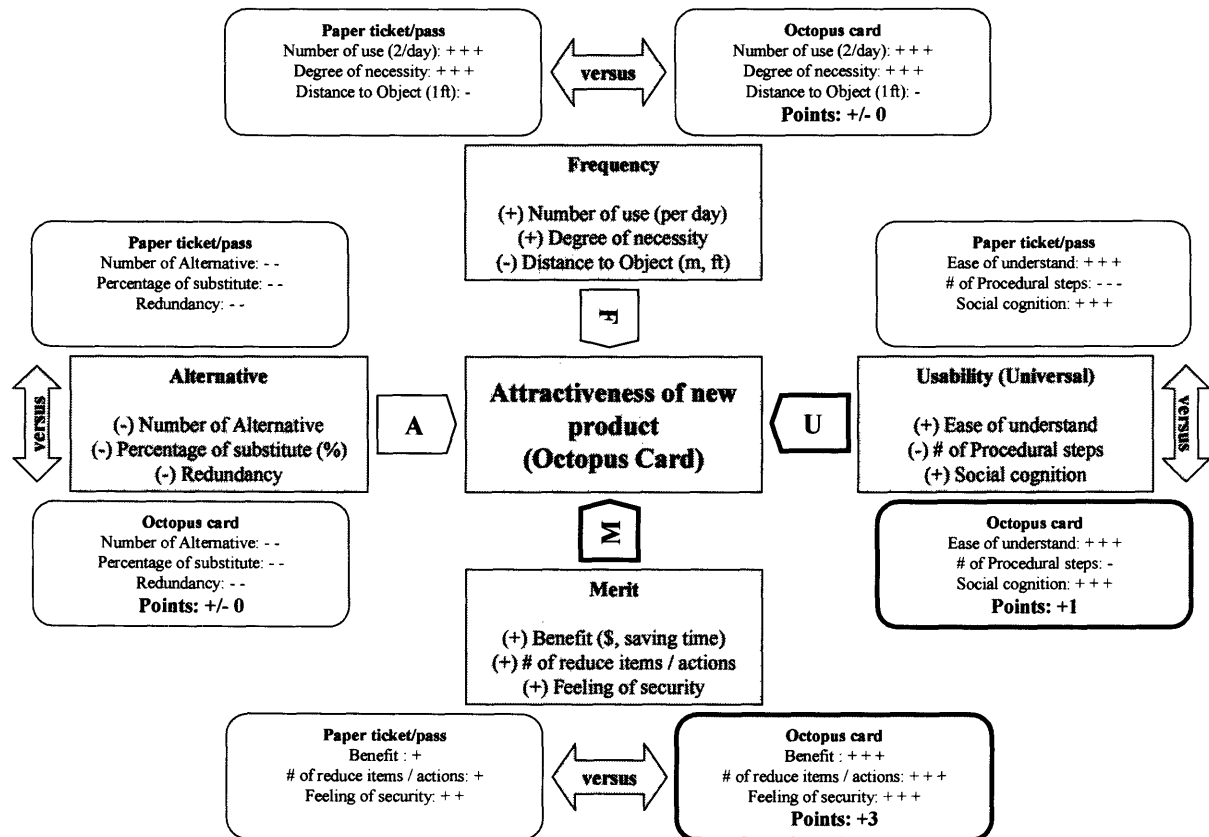 Paper ticket/pass
Number of use (2/day): + + +
Degree of necessity: + + +
Distance to Object (1ft): -
versus
Octopus card
Number of use (2/day): + + +
Degree of necessity: + + +
Distance to Object (1ft): -
Points: +/- 0
Frequency
(+) Number of use (per day)
(+) Degree of necessity
(-) Distance to Object (m, ft)
F
Paper ticket/pass
Number of Alternative: - -
Percentage of substitute: - -
Redundancy: - -
versus
Alternative
(-) Number of Alternative
(-) Percentage of substitute (%)
(-) Redundancy
A
Octopus card
Number of Alternative: - -
Percentage of substitute: - -
Redundancy: - -
Points: +/- 0
Attractiveness of new
product
(Octopus Card)
Paper ticket/pass
Ease of understand: + + +
# of Procedural steps: - - -
Social cognition: + + +
U
Usability (Universal)
(+) Ease of understand
(-) # of Procedural steps
(+) Social cognition
versus
Octopus card
Ease of understand: + + +
# of Procedural steps: -
Social cognition: + + +
Points: +1
M
Merit
(+) Benefit ($, saving time)
(+) # of reduce items / actions
(+) Feeling of security
Paper ticket/pass
Benefit : +
# of reduce items / actions: +
Feeling of security: + +
versus
Octopus card
Benefit: + + +
# of reduce items / actions: + + +
Feeling of security: + + +
Points: +3